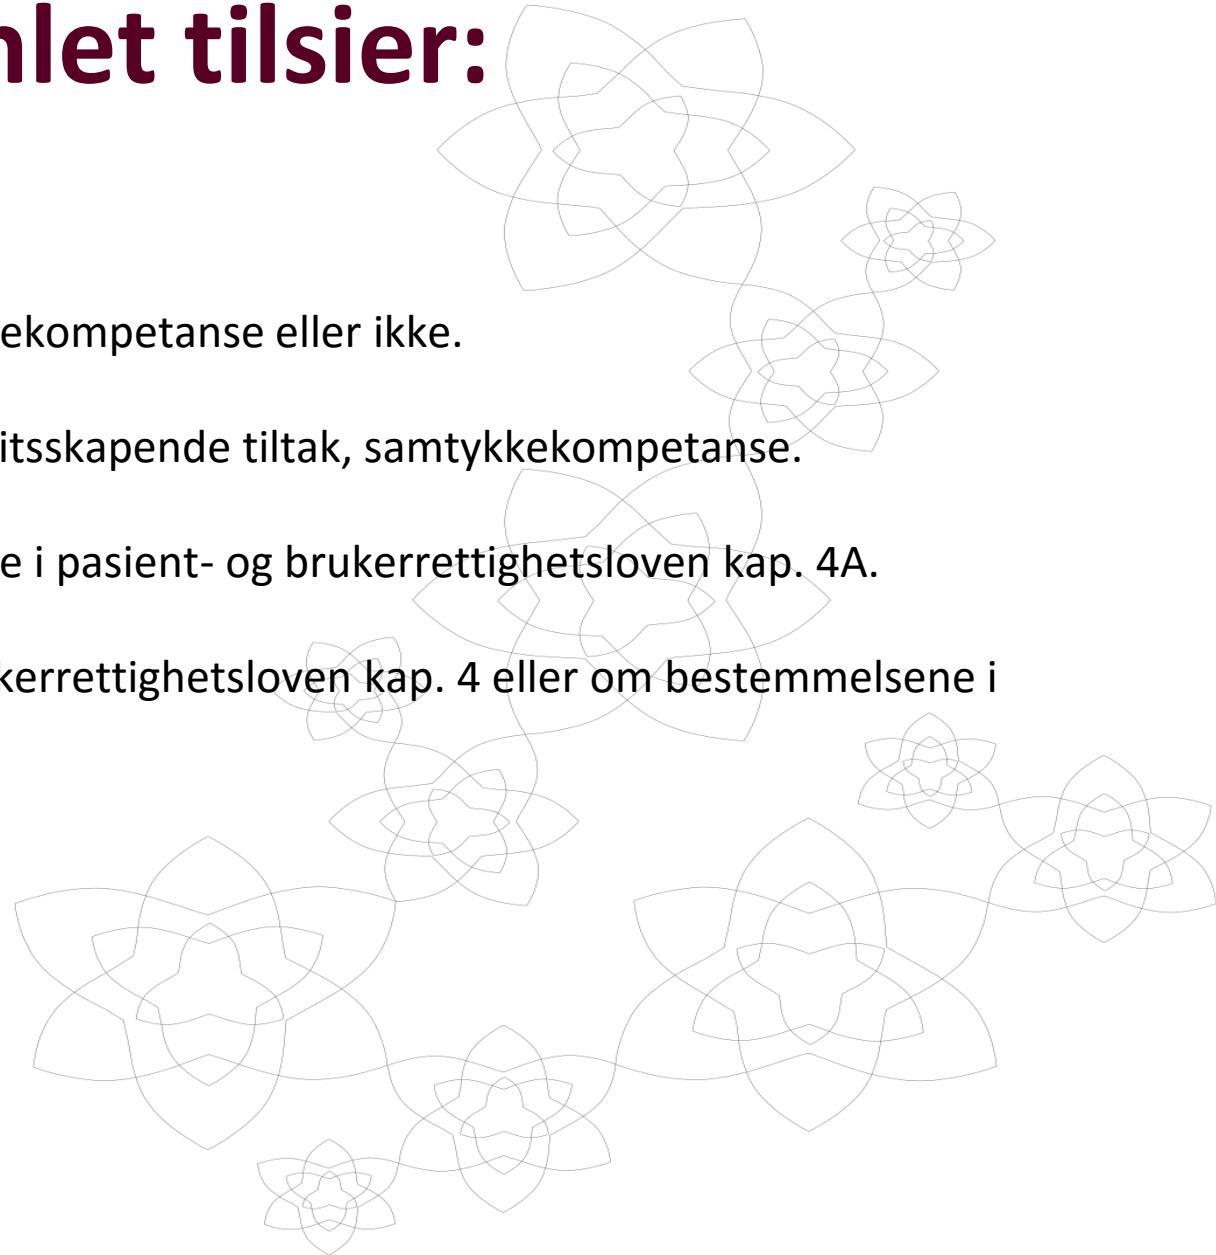 nlet tilsier:
ekompetanse eller ikke.
itsskapende tiltak, samtykkekompetanse.
e i pasient- og brukerrettighetsloven kap. 4A.
kerrettighetsloven kap. 4 eller om bestemmelsene i